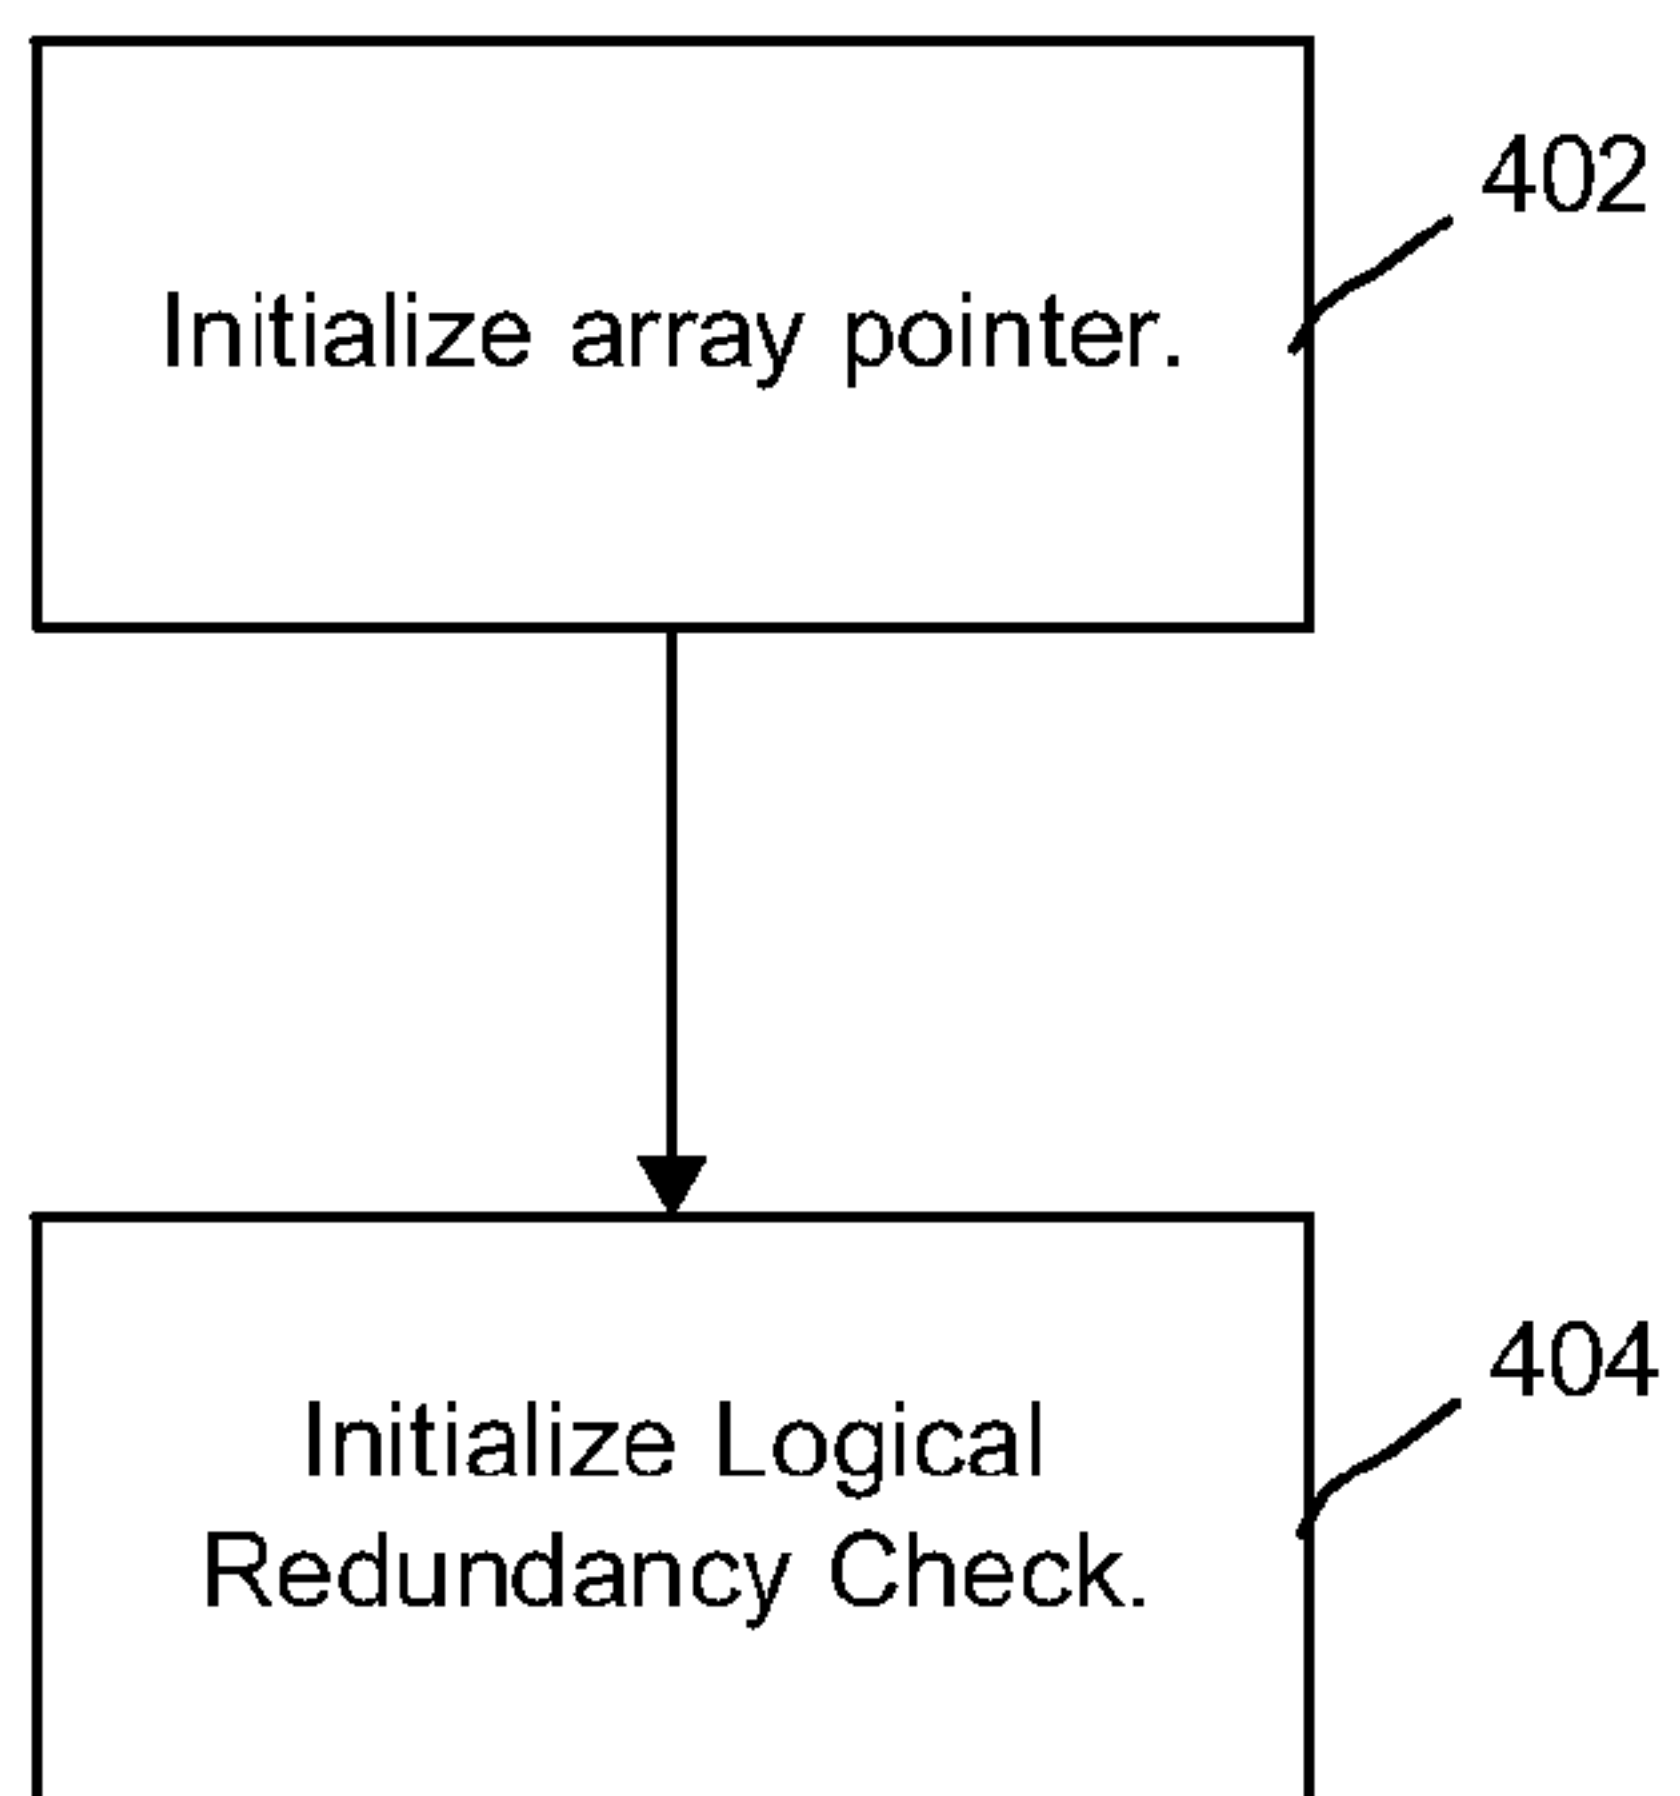 402
Initialize array pointer.
404
Initialize Logical
Redundancy Check.